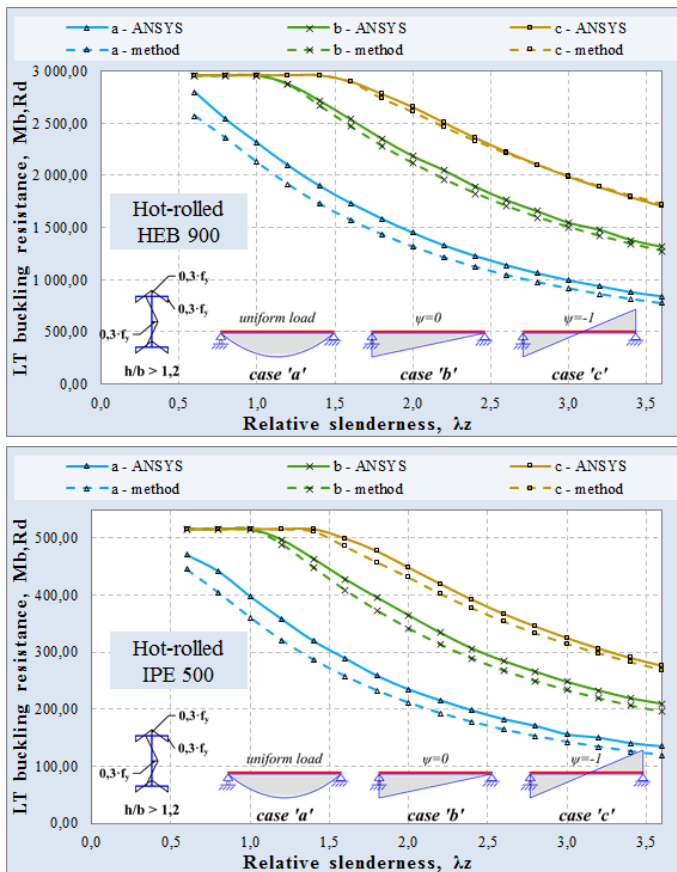 a - ANSYS b - ANSYS c - ANSYS
a - method b - method c - method
3 000,00
2 500,00
2 000,00
1 500,00
1 000,00
500,00
0,00
LT buckling resistance, Mb,Rd
Hot-rolled
HEB 900
0,3·fy
0,3·fy
0,3·fy
h/b > 1,2
uniform load ψ=0 ψ=-1
case 'a' case 'b' case 'c'
0,0 0,5 1,0 1,5 2,0 2,5 3,0 3,5
Relative slenderness, λz
a - ANSYS b - ANSYS c - ANSYS
a - method b - method c - method
500,00
400,00
300,00
200,00
100,00
0,00
LT buckling resistance, Mb,Rd
Hot-rolled
IPE 500
0,3·fy
0,3·fy
0,3·fy
h/b > 1,2
uniform load ψ=0 ψ=-1
case 'a' case 'b' case 'c'
0,0 0,5 1,0 1,5 2,0 2,5 3,0 3,5
Relative slenderness, λz